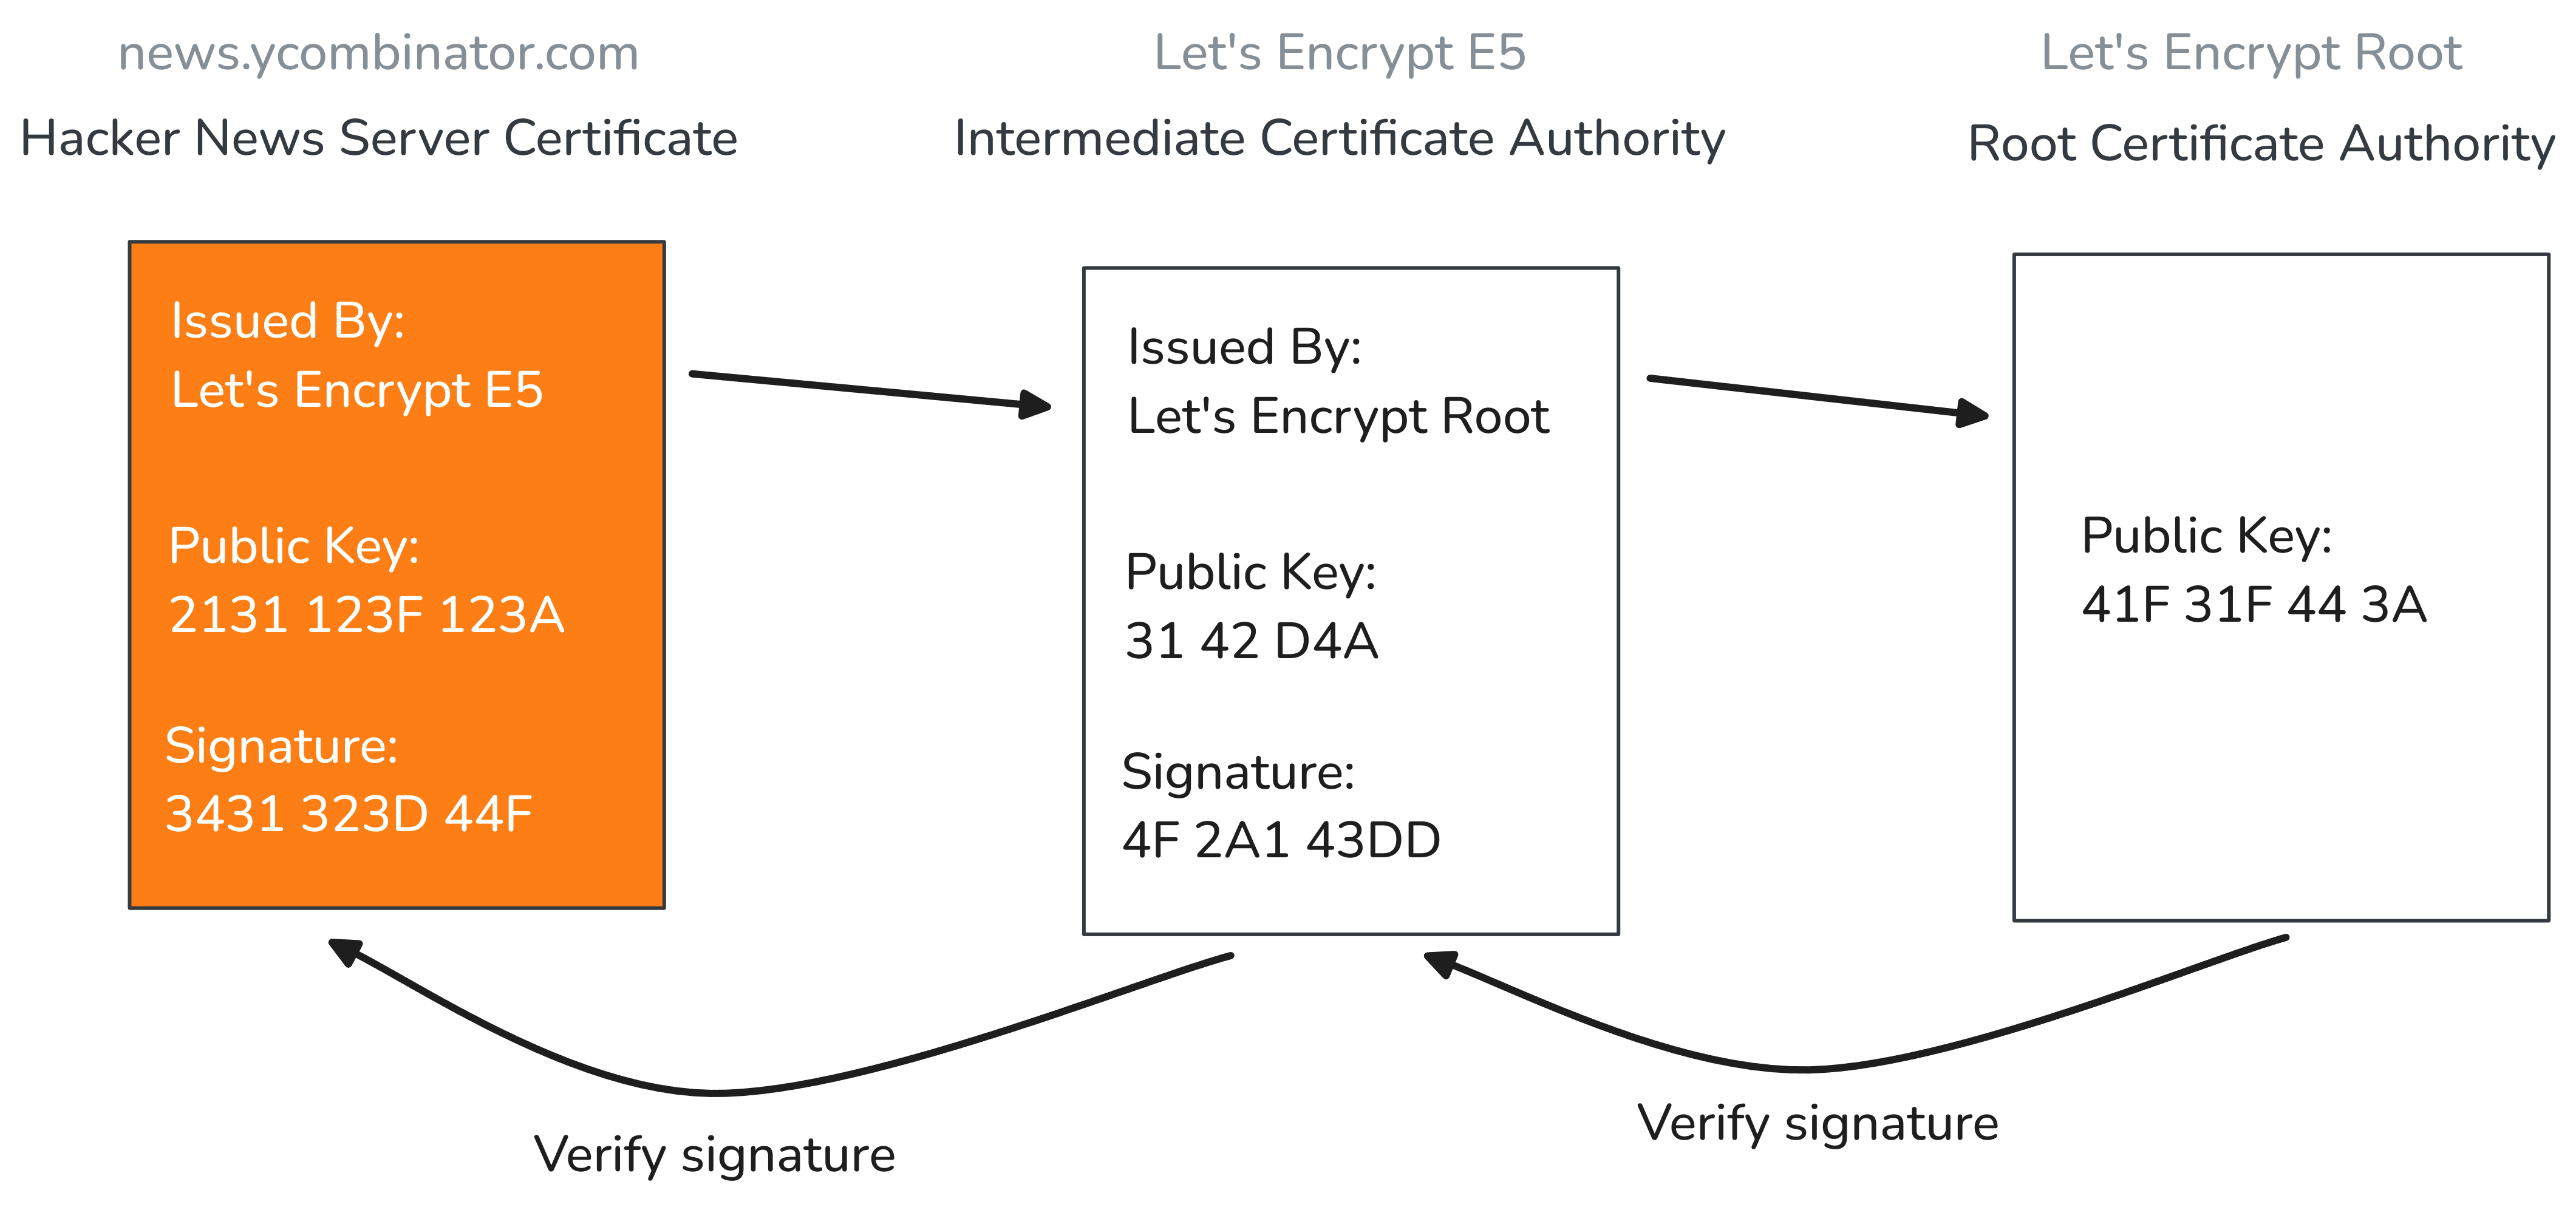 news.ycombinator.com
Hacker News Server Certificate
Issued By:
Let's Encrypt E5
Public Key:
2131 123F 123A
Signature:
3431 323D 44F
Let's Encrypt E5
Intermediate Certificate Authority
Issued By:
Let's Encrypt Root
Public Key:
31 42 D4A
Signature:
4F 2A1 43DD
Let's Encrypt Root
Root Certificate Authority
Public Key:
41F 31F 44 3A
Verify signature
Verify signature